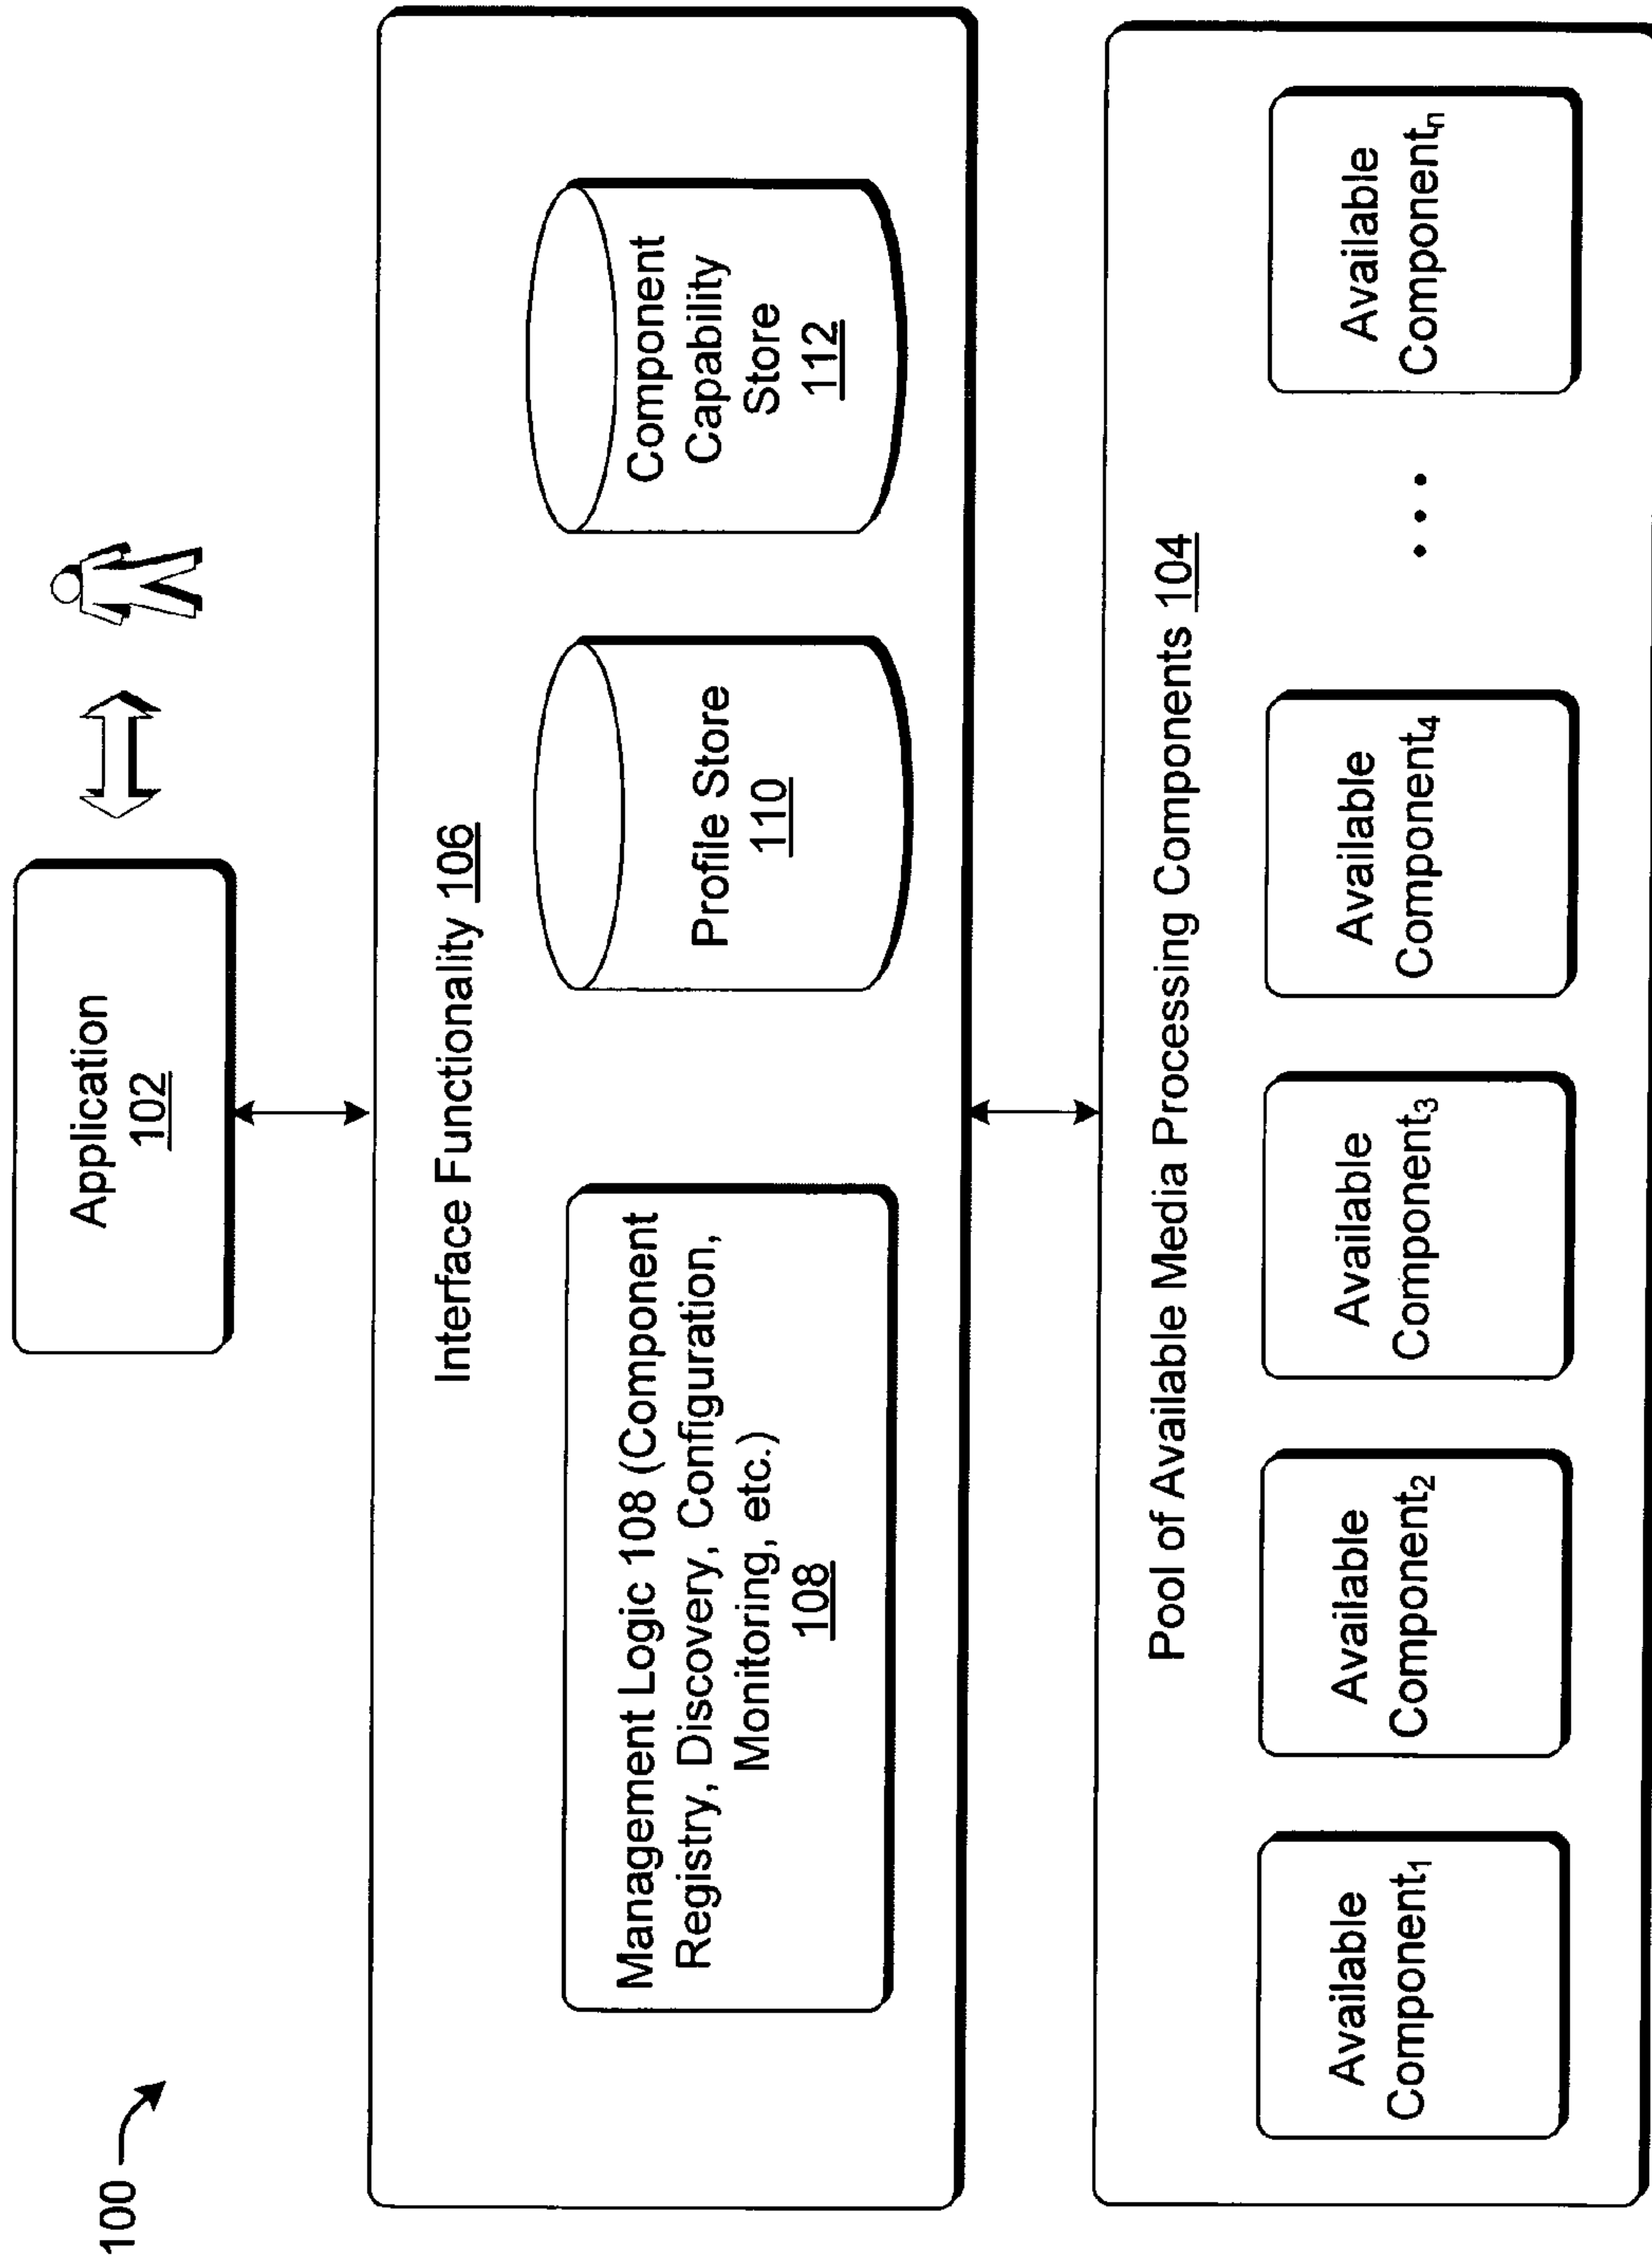 100
Application
102
Interface Functionality 106
Management Logic 108 (Component
Registry, Discovery, Configuration,
Monitoring, etc.)
108
Profile Store
110
Component
Capability
Store
112
Pool of Available Media Processing Components 104
Available
Component1
Available
Component2
Available
Component3
Available
Component4
• • •
Available
Componentn